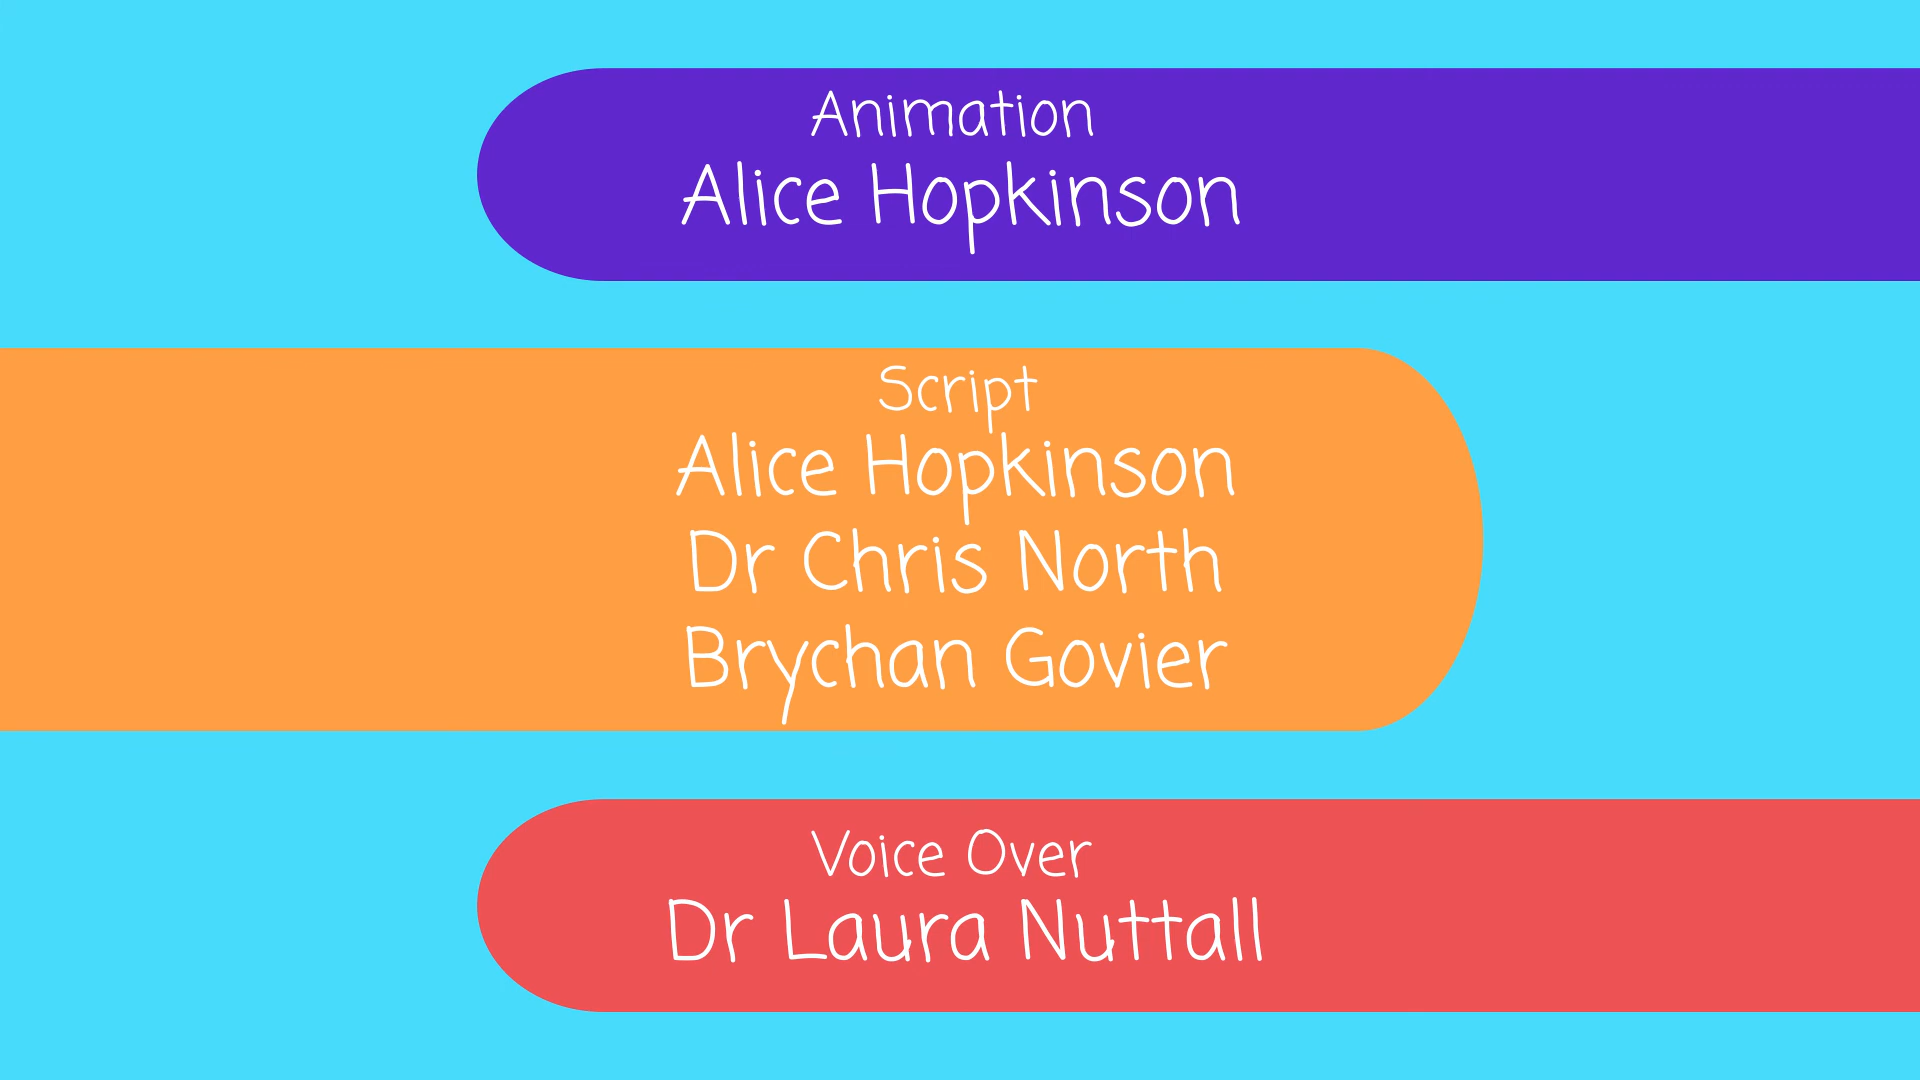 Animation
Alice Hopkinson
Script
Alice Hopkinson
Dr Chris North
Brychan Govier
Voice Over
Dr Laura Nuttall